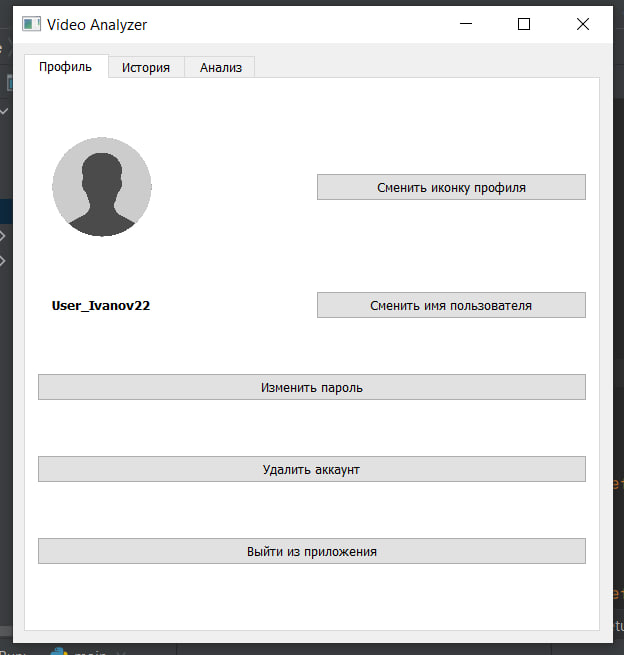 Video Analyzer
Профиль История Анализ
Сменить иконку профиля
User_Ivanov22 Сменить имя пользователя
Изменить пароль
Удалить аккаунт
Выйти из приложения